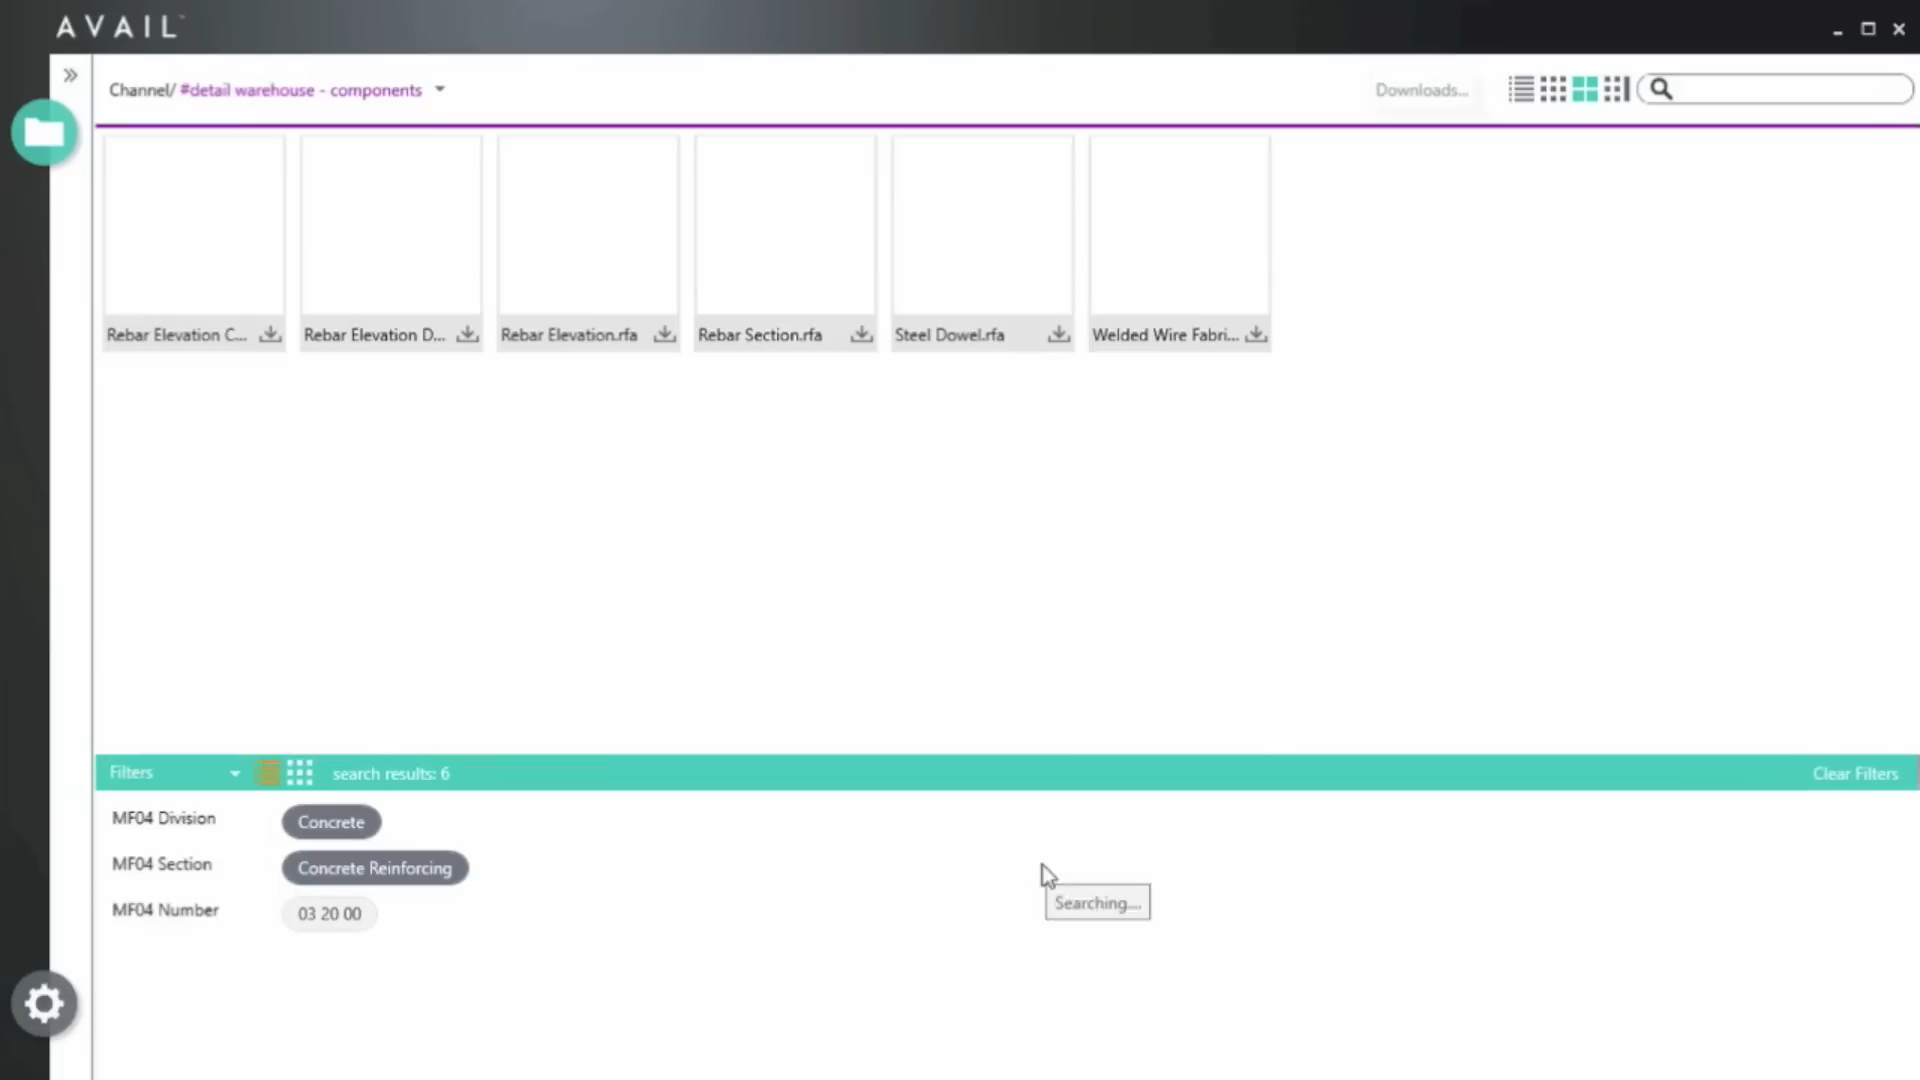 AVAIL™
Channel/ #detail warehouse - components
Downloads...
Rebar Elevation C...
Rebar Elevation D...
Rebar Elevation.rfa
Rebar Section.rfa
Steel Dowel.rfa
Welded Wire Fabri...
Filters
search results: 6
Clear Filters
MF04 Division
Concrete
MF04 Section
Concrete Reinforcing
MF04 Number
03 20 00
Searching....